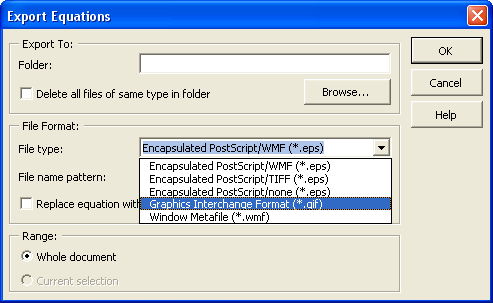 Export Equations
Export To:
OK
Folder:
Cancel
Delete all files of same type in folder
Browse...
Help
File Format:
File type:
Encapsulated PostScript/WMF (*.eps)
Encapsulated PostScript/WMF (*.eps)
File name pattern:
Encapsulated PostScript/TIFF (*.eps)
Encapsulated PostScript/none (*.eps)
Replace equation with
Graphics Interchange Format (*.gif)
Window Metafile (*.wmf)
Range:
Whole document
Current selection